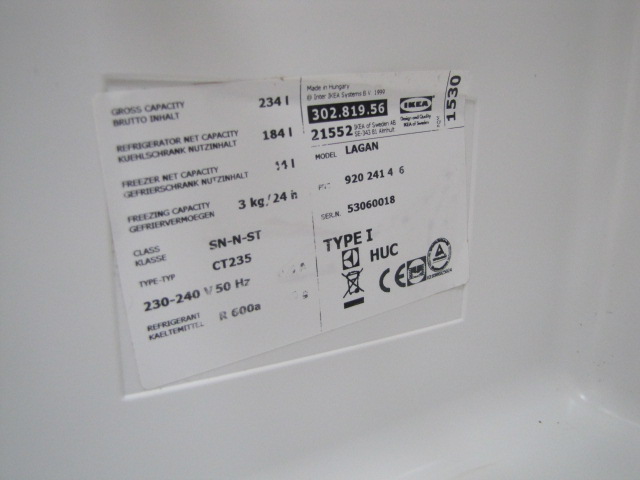 GROSS CAPACITY 234 l
BRUTTO INHALT
REFRIGERATOR NET CAPACITY 184 l
KUEHLSCHRANK NUTZINHALT
FREEZER NET CAPACITY
GEFRIERSCHRANK NUTZINHALT
FREEZING CAPACITY 3 kg/24 h
GEFRIERVERMOEGEN
CLASS SN-N-ST
KLASSE
TYPE-TYP CT235
230-240 V 50 Hz
REFRIGERANT R 600a
KAELTEMITTEL
Made in Hungary
© Inter IKEA Systems B.V. 1999
302.819.56
IKEA
Design and Quality
IKEA of Sweden
21552 IKEA of Sweden AB
SE-343 81 Älmhult
1530
MODEL LAGAN
920 241 4 6
SER.N. 53060018
TYPE I
HUC
CE